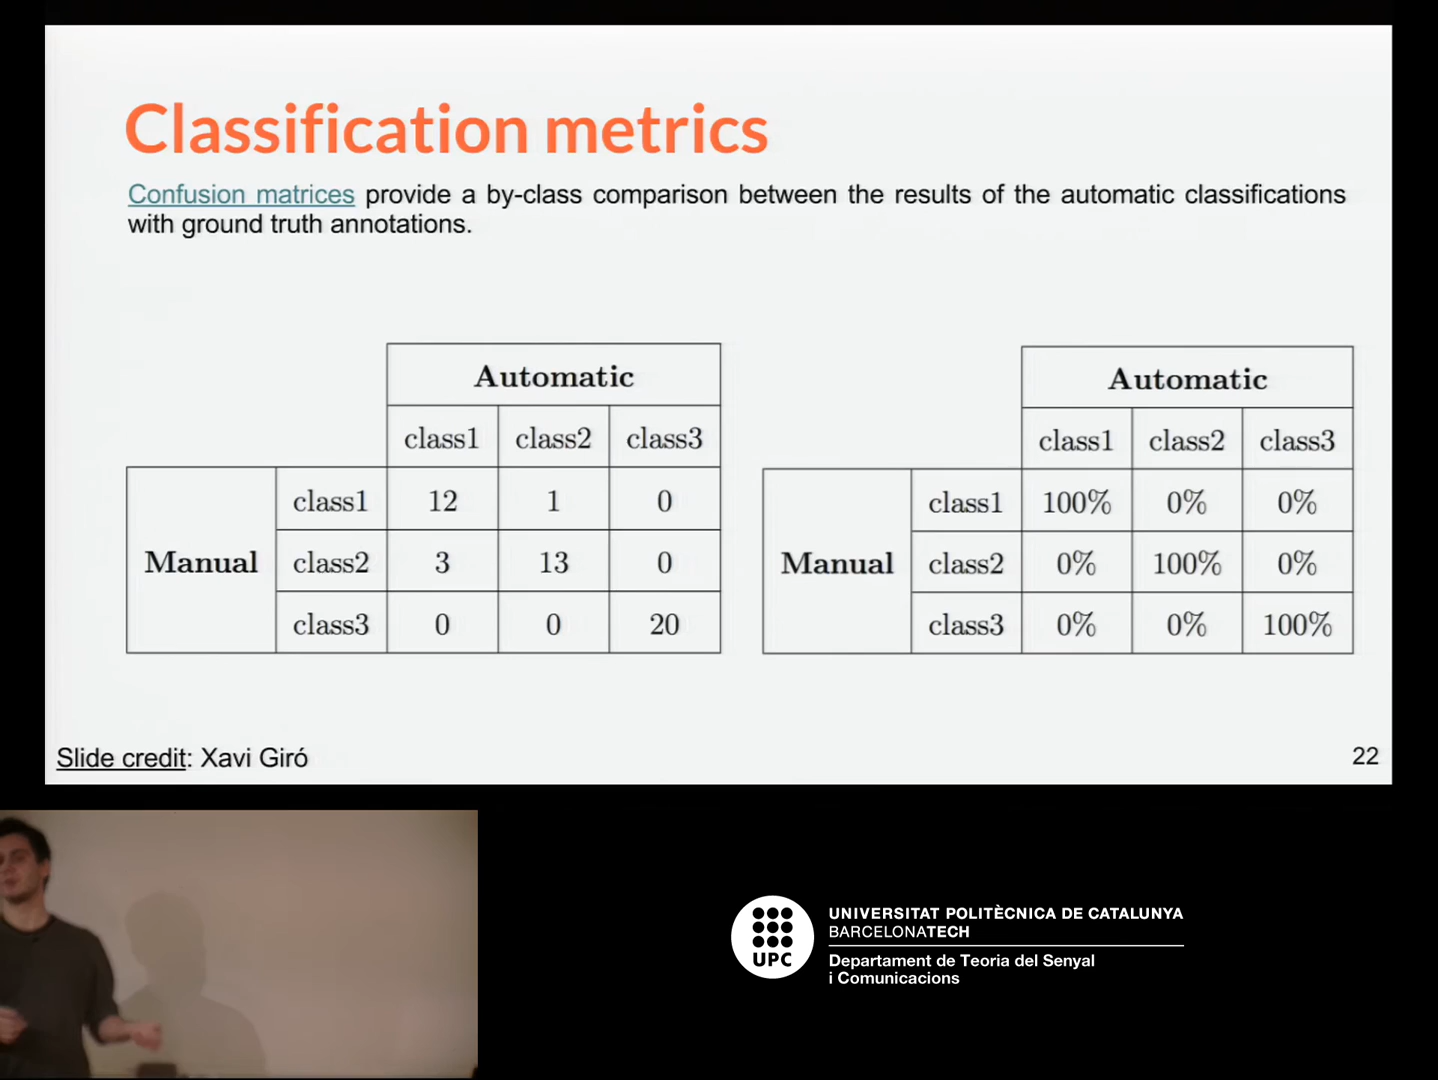 Classification metrics
Confusion matrices provide a by-class comparison between the results of the automatic classifications
with ground truth annotations.
Automatic
class1 class2 class3
Manual
class1 12 1 0
class2 3 13 0
class3 0 0 20
Automatic
class1 class2 class3
Manual
class1 100% 0% 0%
class2 0% 100% 0%
class3 0% 0% 100%
Slide credit: Xavi Giró
22
UPC
UNIVERSITAT POLITÈCNICA DE CATALUNYA
BARCELONATECH
Departament de Teoria del Senyal
i Comunicacions